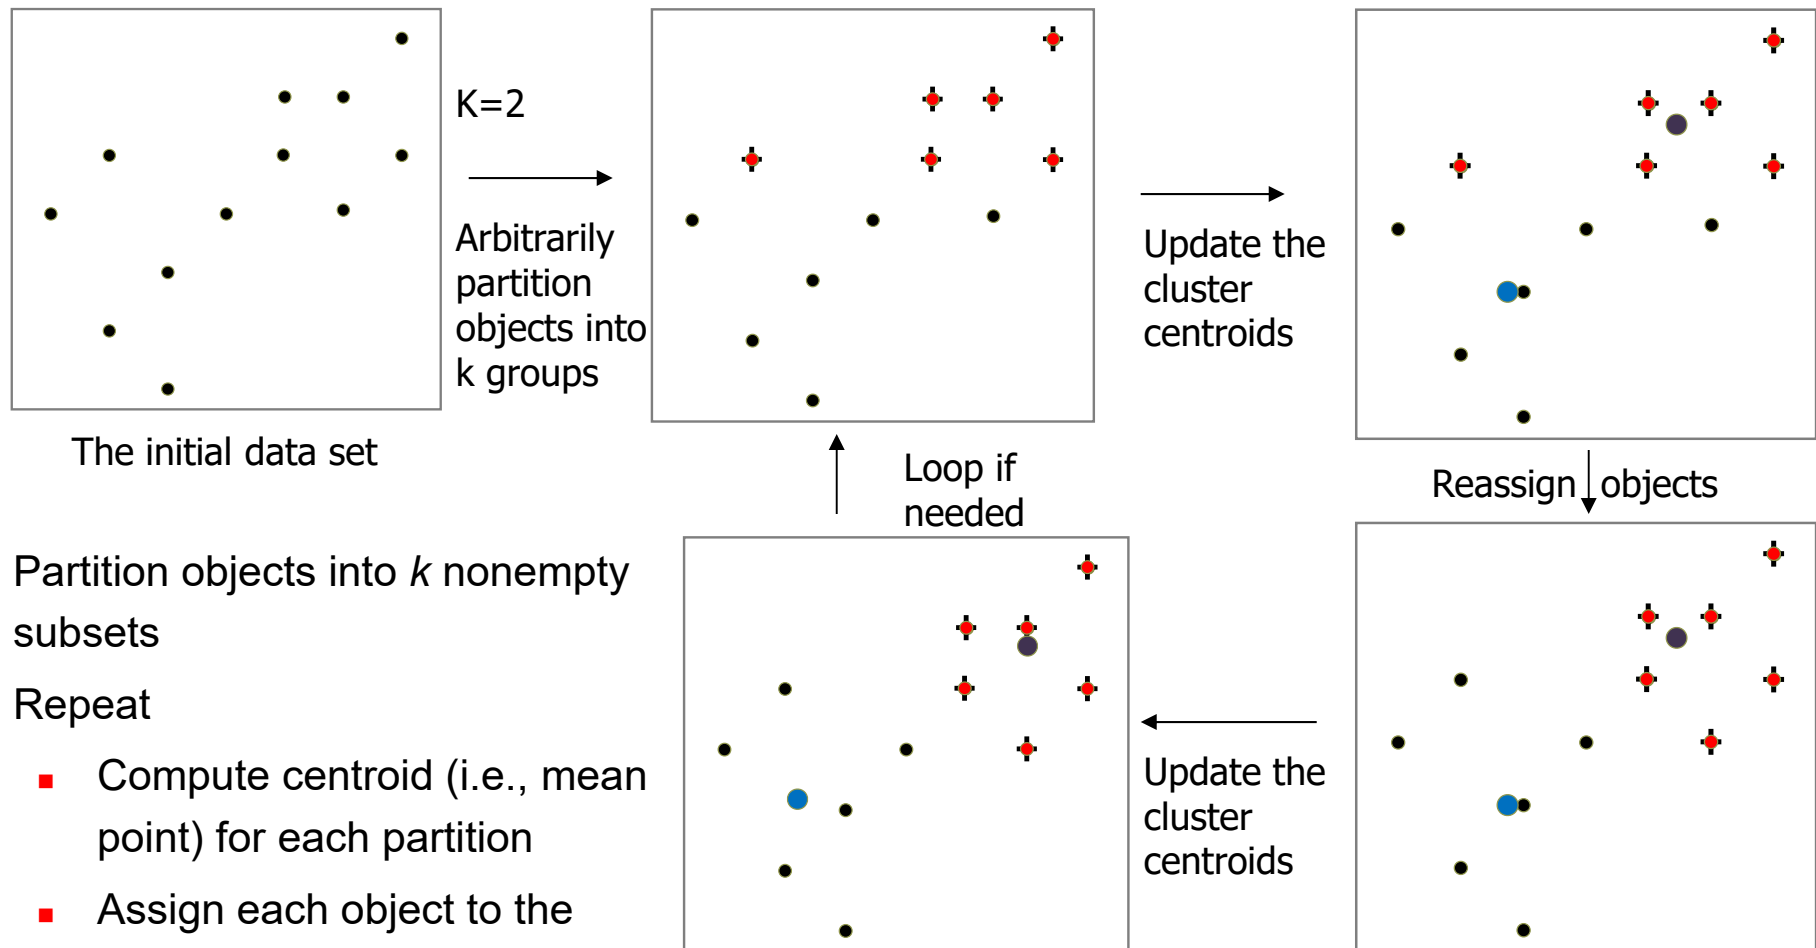 K=2
Arbitrarily
partition
objects into
k groups
Update the
cluster
centroids
The initial data set
Loop if
needed
Reassign objects
Update the
cluster
centroids
Partition objects into k nonempty
subsets
Repeat
Compute centroid (i.e., mean
point) for each partition
Assign each object to the